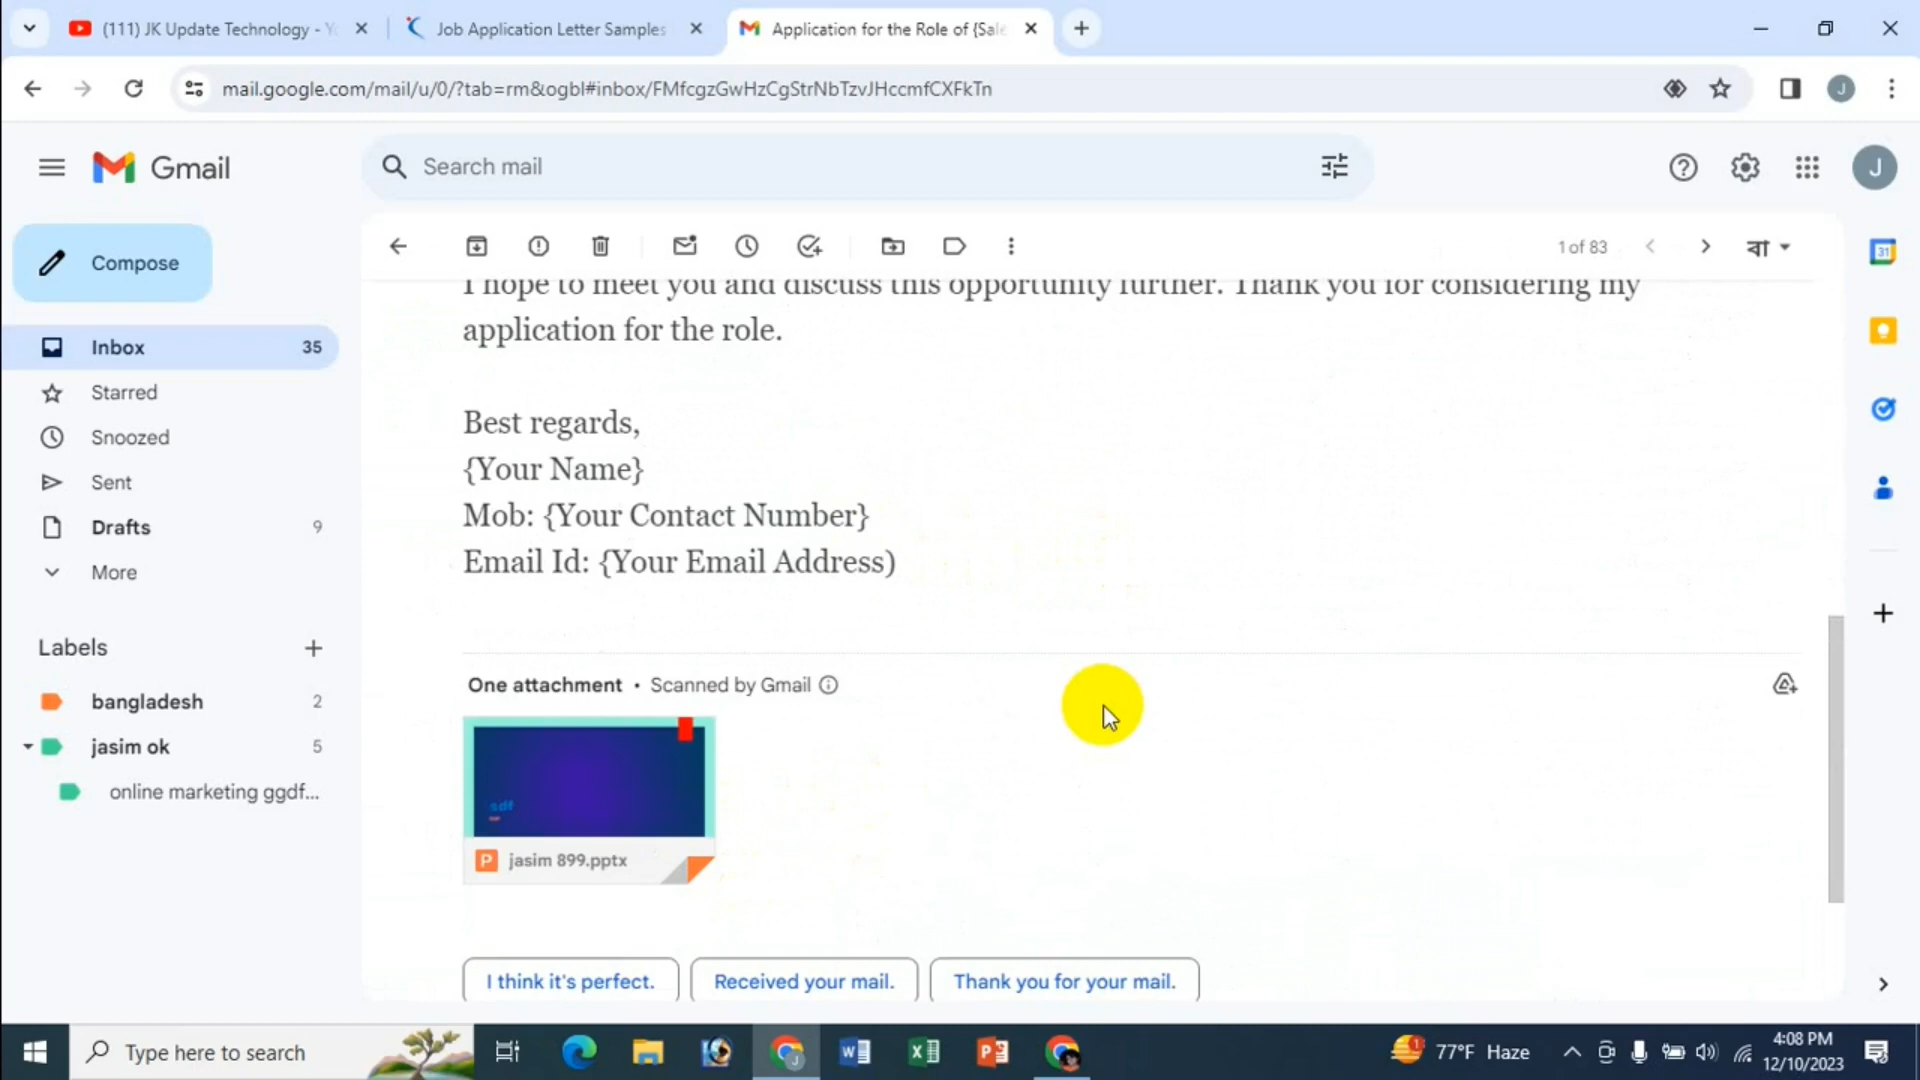 (111) JK Update Technology - Y
Job Application Letter Samples
Application for the Role of {Sale
mail.google.com/mail/u/0/?tab=rm&ogbl#inbox/FMfcgzGwHzCgStrNbTzvJHccmfCXFkTn
J
Gmail
Search mail
J
Compose
1 of 83
বা
31
I hope to meet you and discuss this opportunity further. Thank you for considering my
application for the role.
Inbox 35
Starred
Snoozed
Sent
Drafts 9
More
Best regards,
{Your Name}
Mob: {Your Contact Number}
Email Id: {Your Email Address)
Labels
bangladesh 2
jasim ok 5
online marketing ggdf...
One attachment • Scanned by Gmail
sdf
P jasim 899.pptx
I think it's perfect.
Received your mail.
Thank you for your mail.
Type here to search
1
77°F Haze
4:08 PM
12/10/2023